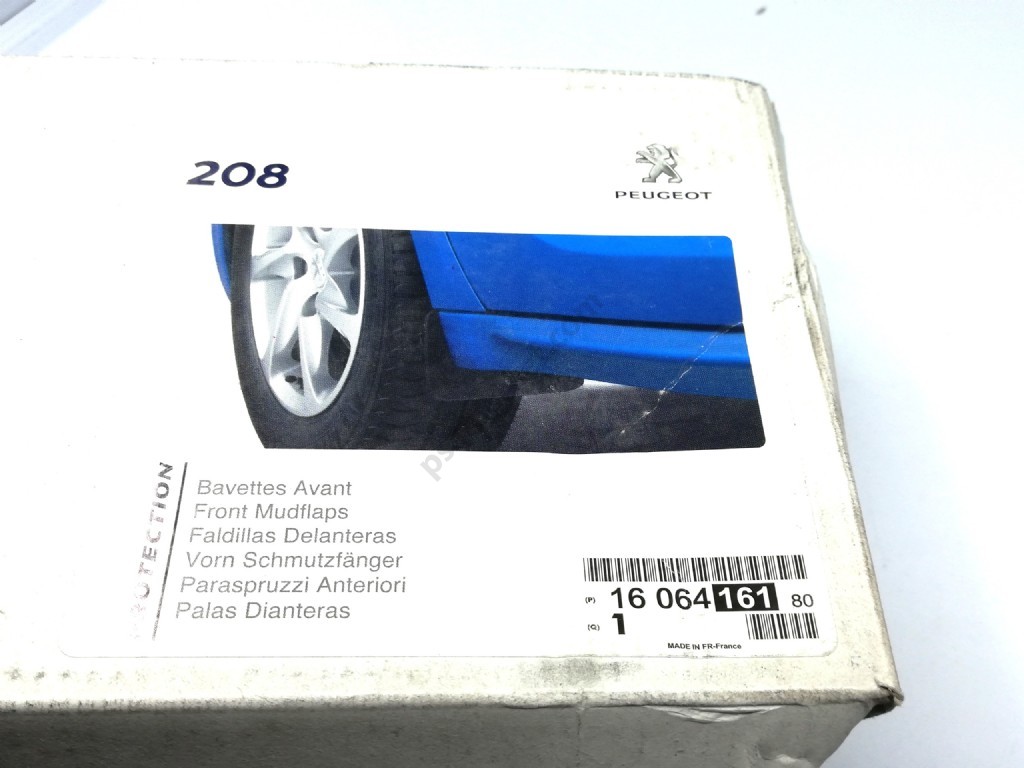 208
PEUGEOT
Bavettes Avant
Front Mudflaps
Faldillas Delanteras
Vorn Schmutzfänger
Paraspruzzi Anteriori
Palas Dianteras
(P) 16 064 161 80
(Q) 1
MADE IN FR-France